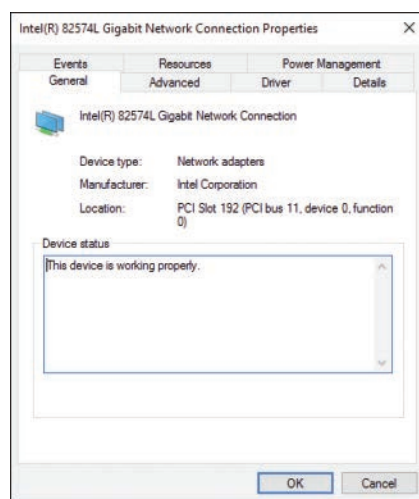 Intel(R) 82574L Gigabit Network Connection Properties
Events Resources Power Management
General Advanced Driver Details
Intel(R) 82574L Gigabit Network Connection
Device type: Network adapters
Manufacturer: Intel Corporation
Location: PCI Slot 192 (PCI bus 11, device 0, function
0)
Device status
This device is working properly.
OK Cancel